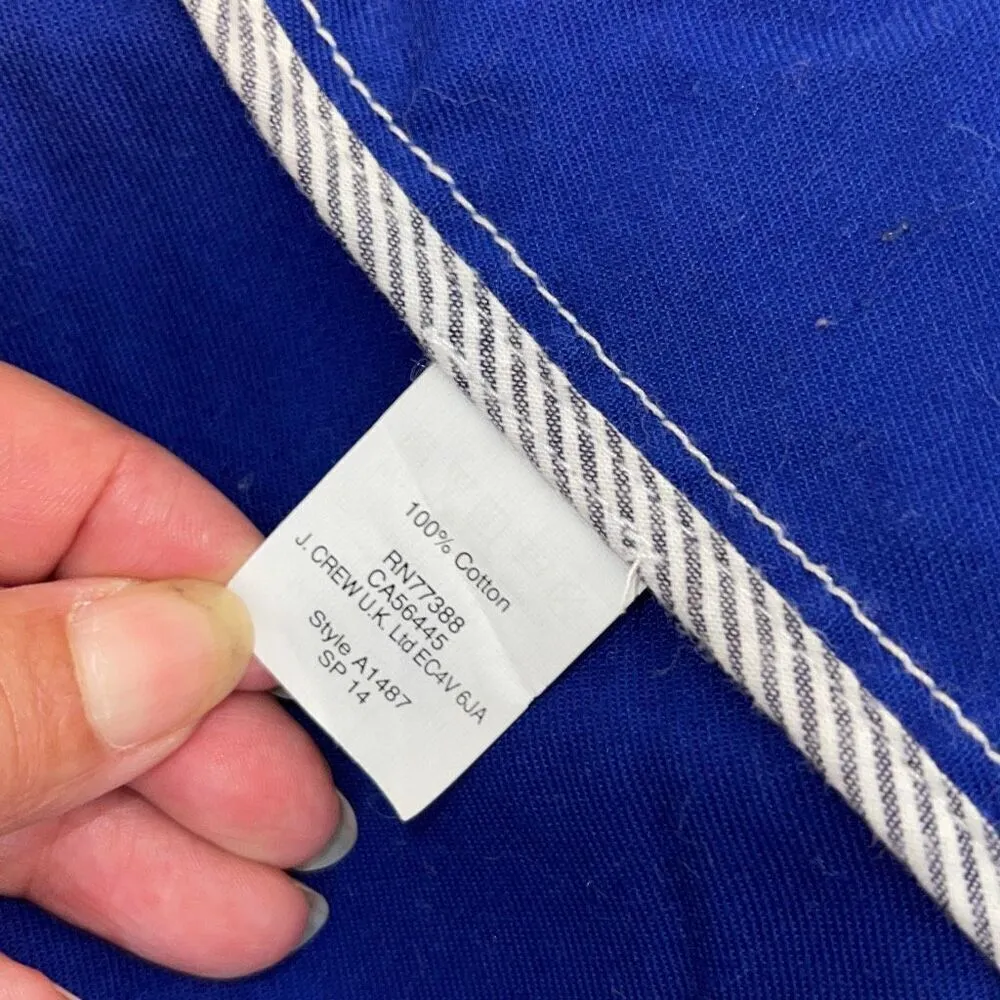 100% Cotton
RN77388
CA56445
J. CREW U.K. Ltd EC4V 6JA
Style A1487
SP 14